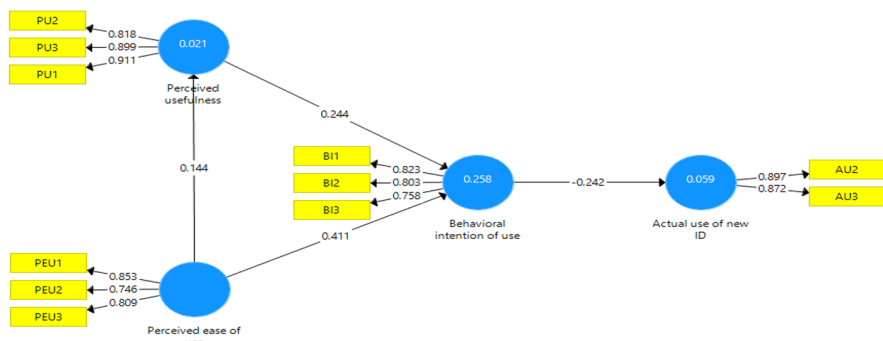 PU2
0.818
PU3
0.899
PU1
0.911
0.021
Perceived
usefulness
0.244
0.144
BI1
0.823
BI2
0.803
BI3
0.758
0.258
Behavioral
intention of use
-0.242
0.059
Actual use of new
ID
0.897
AU2
0.872
AU3
0.411
PEU1
0.853
PEU2
0.746
PEU3
0.809
Perceived ease of